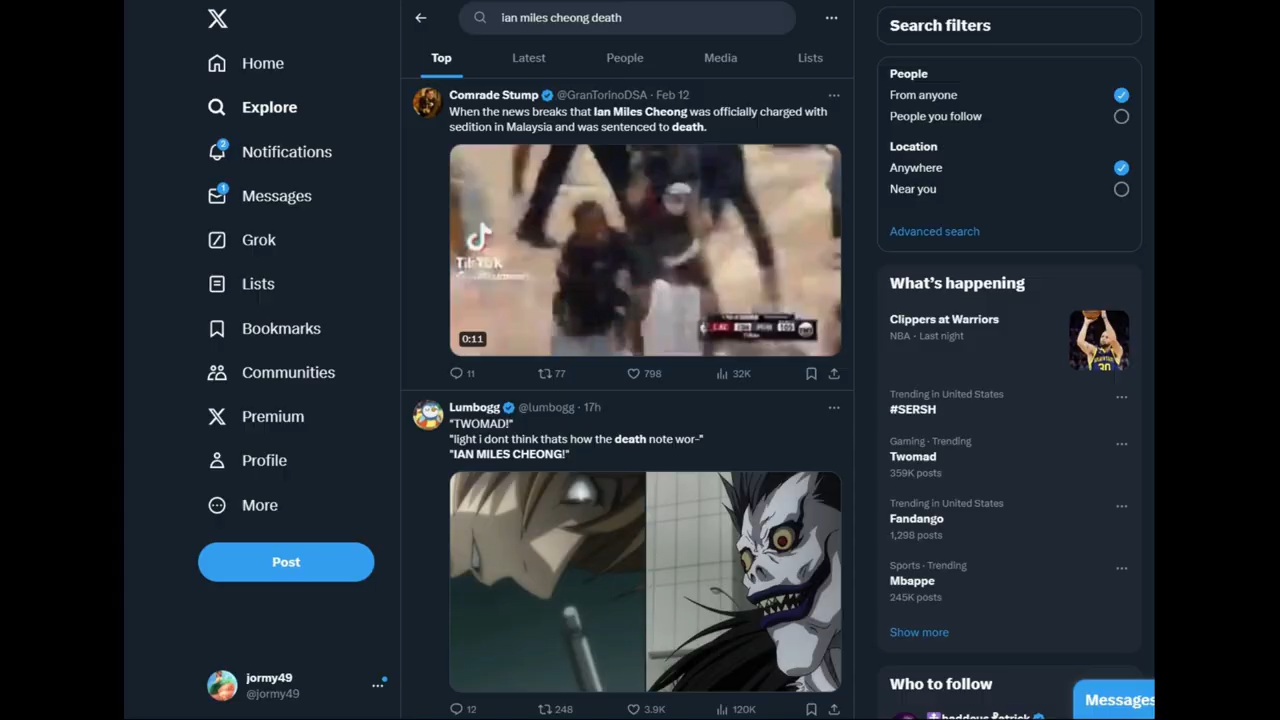 Home
Explore
2
Notifications
1
Messages
Grok
Lists
Bookmarks
Communities
Premium
Profile
More
Post
jormy49
@jormy49
ian miles cheong death
Top
Latest
People
Media
Lists
Comrade Stump @GranTorinoDSA · Feb 12
When the news breaks that Ian Miles Cheong was officially charged with
sedition in Malaysia and was sentenced to death.
TikTok
0:11
11
77
798
32K
Lumbogg @lumbogg · 17h
"TWOMAD!"
"light i dont think thats how the death note wor-"
"IAN MILES CHEONG!"
12
248
3.9K
120K
Search filters
People
From anyone
People you follow
Location
Anywhere
Near you
Advanced search
What's happening
Clippers at Warriors
NBA · Last night
30
Trending in United States
#SERSH
Gaming · Trending
Twomad
359K posts
Trending in United States
Fandango
1,298 posts
Sports · Trending
Mbappe
245K posts
Show more
Who to follow
Messages